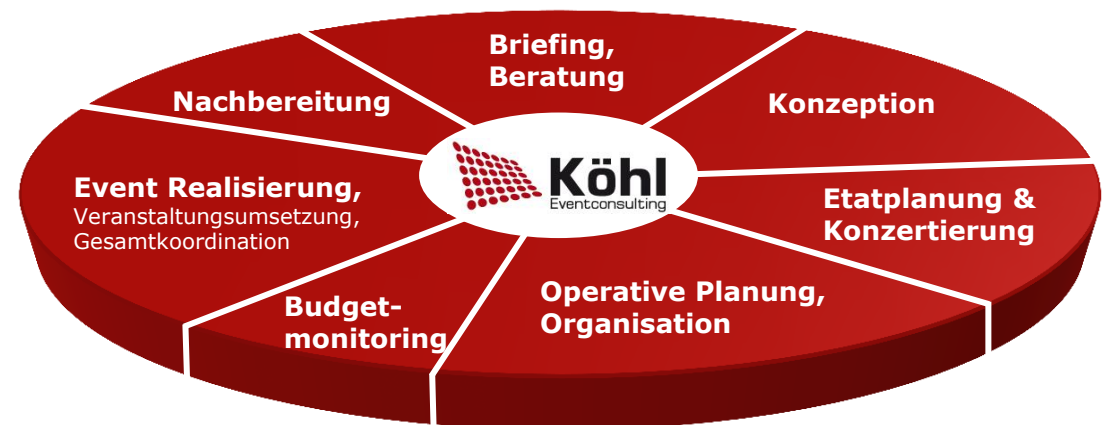 Briefing,
Beratung
Konzeption
Etatplanung &
Konzertierung
Operative Planung,
Organisation
Budget-
monitoring
Event Realisierung,
Veranstaltungsumsetzung,
Gesamtkoordination
Nachbereitung
Köhl
Eventconsulting